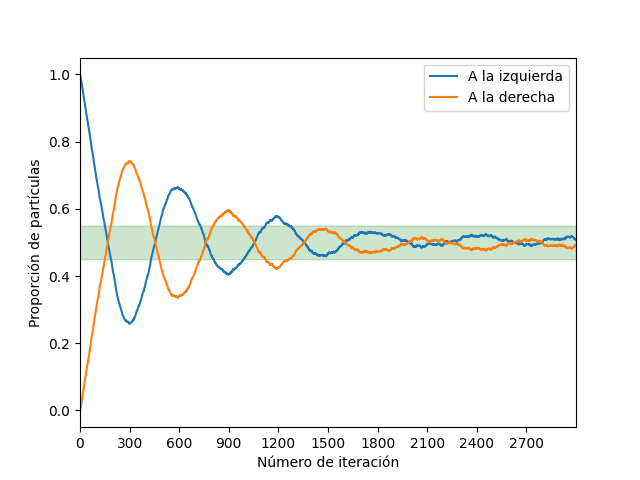 A la izquierda
A la derecha
1.0
0.8
0.6
0.4
0.2
0.0
Proporción de partículas
0 300 600 900 1200 1500 1800 2100 2400 2700
Número de iteración